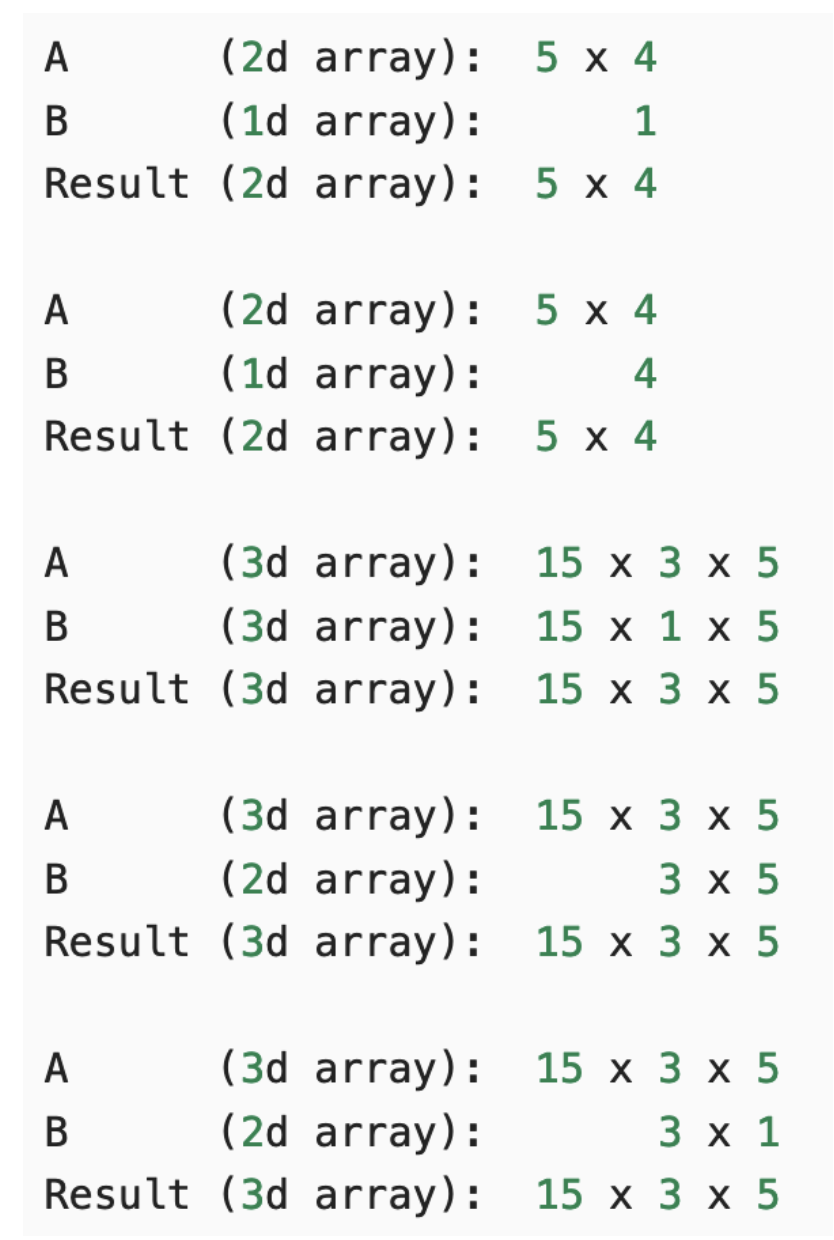 A      (2d array):  5 x 4
B      (1d array):      1
Result (2d array):  5 x 4
A      (2d array):  5 x 4
B      (1d array):      4
Result (2d array):  5 x 4
A      (3d array):  15 x 3 x 5
B      (3d array):  15 x 1 x 5
Result (3d array):  15 x 3 x 5
A      (3d array):  15 x 3 x 5
B      (2d array):       3 x 5
Result (3d array):  15 x 3 x 5
A      (3d array):  15 x 3 x 5
B      (2d array):       3 x 1
Result (3d array):  15 x 3 x 5